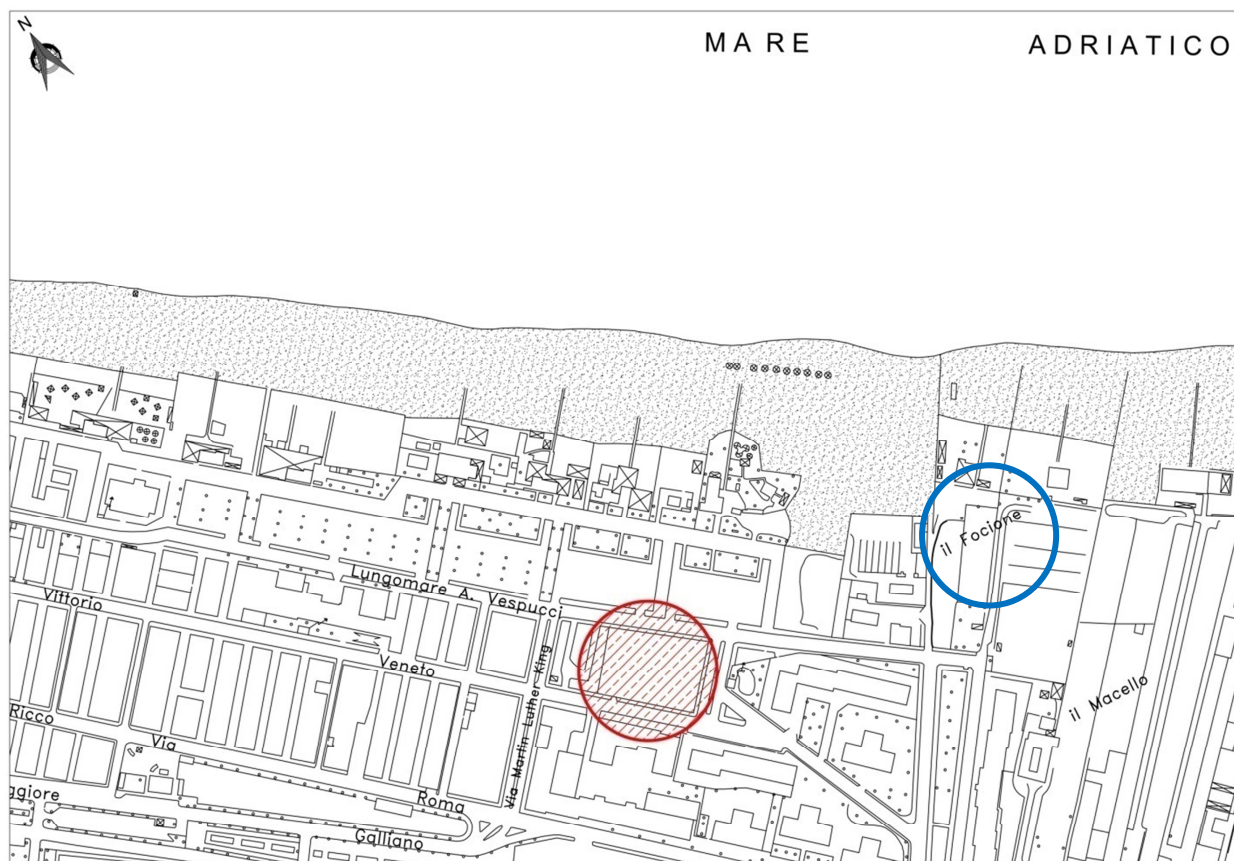 N
MARE ADRIATICO
il Focione
Lungomare A. Vespucci
Vittorio
Veneto
Via Martin Luther King
il Macello
Ricco
Via
Roma
ggiore
Galliano